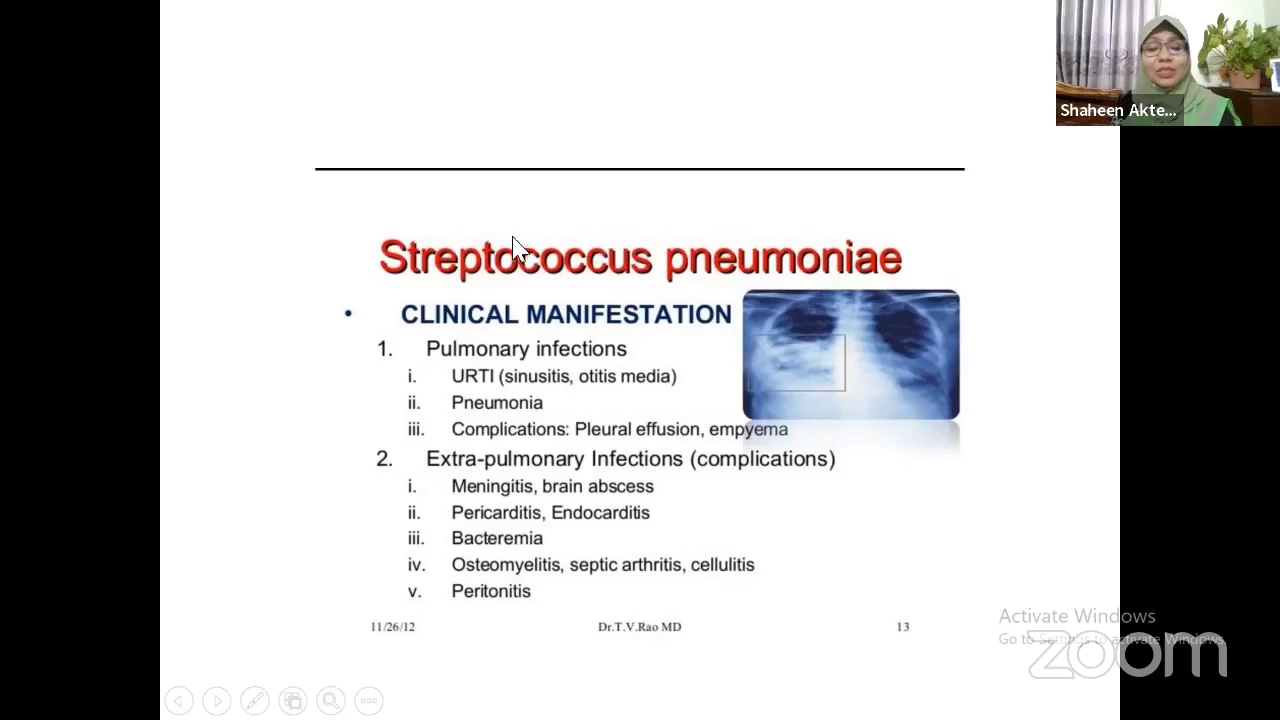 Shaheen Akte...
Streptococcus pneumoniae
• CLINICAL MANIFESTATION
1. Pulmonary infections
i. URTI (sinusitis, otitis media)
ii. Pneumonia
iii. Complications: Pleural effusion, empyema
2. Extra-pulmonary Infections (complications)
i. Meningitis, brain abscess
ii. Pericarditis, Endocarditis
iii. Bacteremia
iv. Osteomyelitis, septic arthritis, cellulitis
v. Peritonitis
11/26/12 Dr.T.V.Rao MD 13
Activate Windows
Go to Settings to activate Windows.
zoom